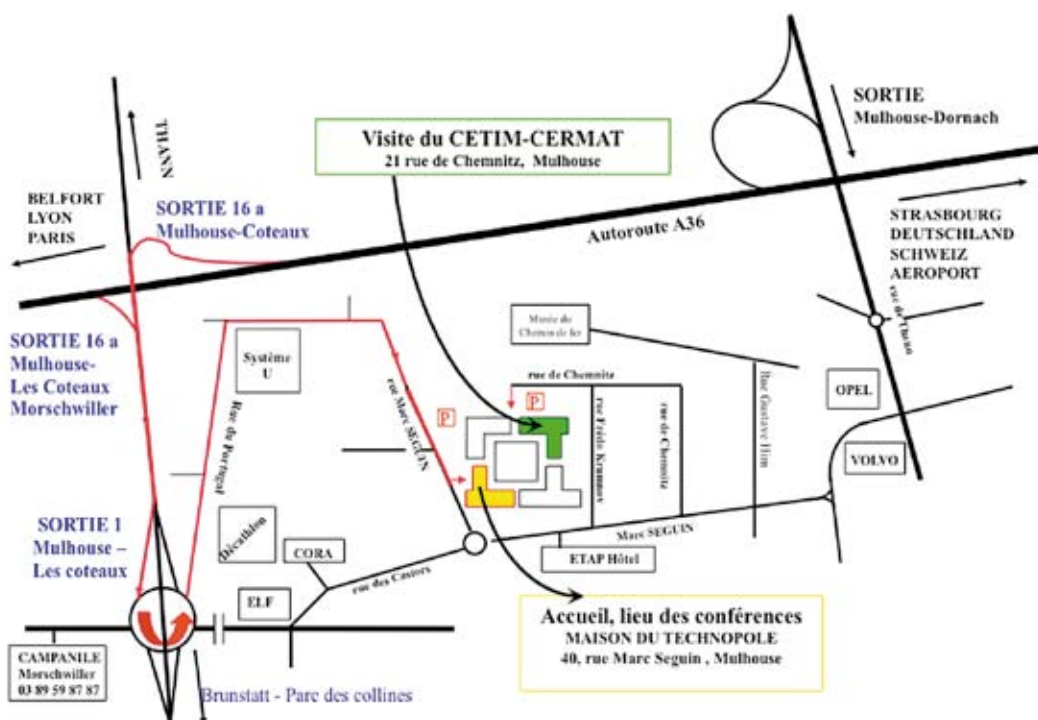 SORTIE
Mulhouse-Dornach
THANN
Visite du CETIM-CERMAT
21 rue de Chemnitz, Mulhouse
BELFORT
LYON
PARIS
SORTIE 16 a
Mulhouse-Coteaux
Autoroute A36
STRASBOURG
DEUTSCHLAND
SCHWEIZ
AEROPORT
rue de Thann
SORTIE 16 a
Mulhouse-
Les Coteaux
Morschwiller
Système
U
Musée du
Chemin de fer
rue de Chemnitz
P
P
OPEL
VOLVO
Rue du Portugal
rue Marc SEGUIN
rue de Chemnitz
Rue Gustave Hirn
SORTIE 1
Mulhouse –
Les coteaux
Décathlon
CORA
ELF
rue des Castors
Marc SEGUIN
ETAP Hôtel
Accueil, lieu des conférences
MAISON DU TECHNOPOLE
40, rue Marc Seguin , Mulhouse
CAMPANILE
Morschwiller
03 89 59 87 87
Brunstatt - Parc des collines